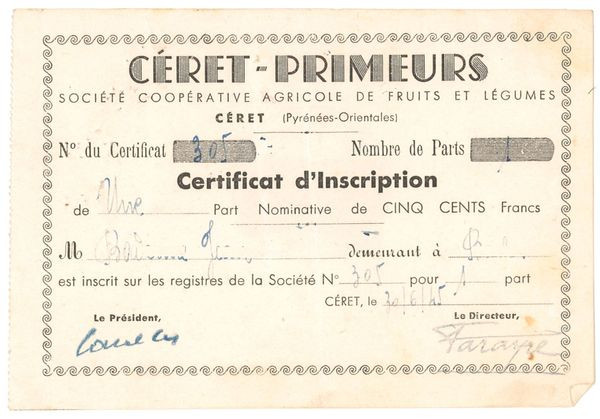 CÉRET-PRIMEURS
SOCIÉTÉ COOPÉRATIVE AGRICOLE DE FRUITS ET LÉGUMES
CÉRET (Pyrénées-Orientales)
N° du Certificat 305 Nombre de Parts 1
Certificat d'Inscription
de Une Part Nominative de CINQ CENTS Francs
M demeurant à
est inscrit sur les registres de la Société N° 305 pour 1 part
CÉRET, le 30/6/45
Le Président, Le Directeur,